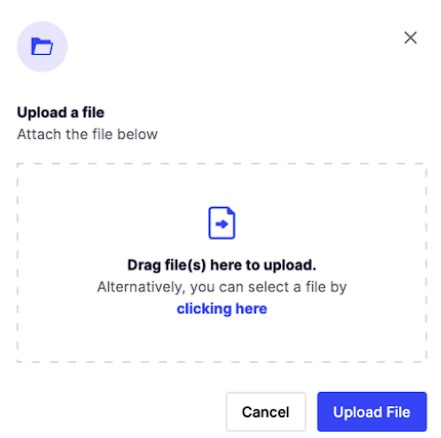 Upload a file
Attach the file below
Drag file(s) here to upload.
Alternatively, you can select a file by
clicking here
Cancel
Upload File